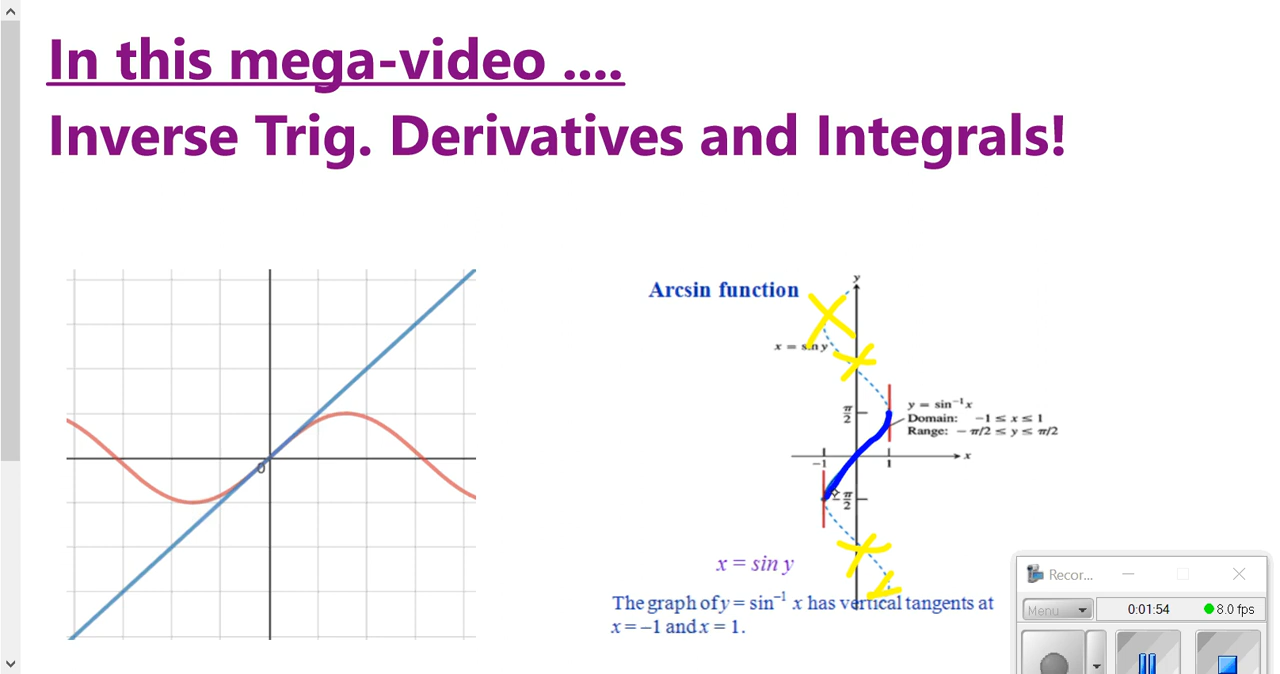 In this mega-video ....
Inverse Trig. Derivatives and Integrals!
0
Arcsin function
y
x = sin y
π/2
y = sin⁻¹x
Domain: −1 ≤ x ≤ 1
Range: − π/2 ≤ y ≤ π/2
−1
1
x
−π/2
x = sin y
The graph of y = sin⁻¹ x has vertical tangents at
x = −1 and x = 1.
Recor...
Menu
0:01:54
8.0 fps